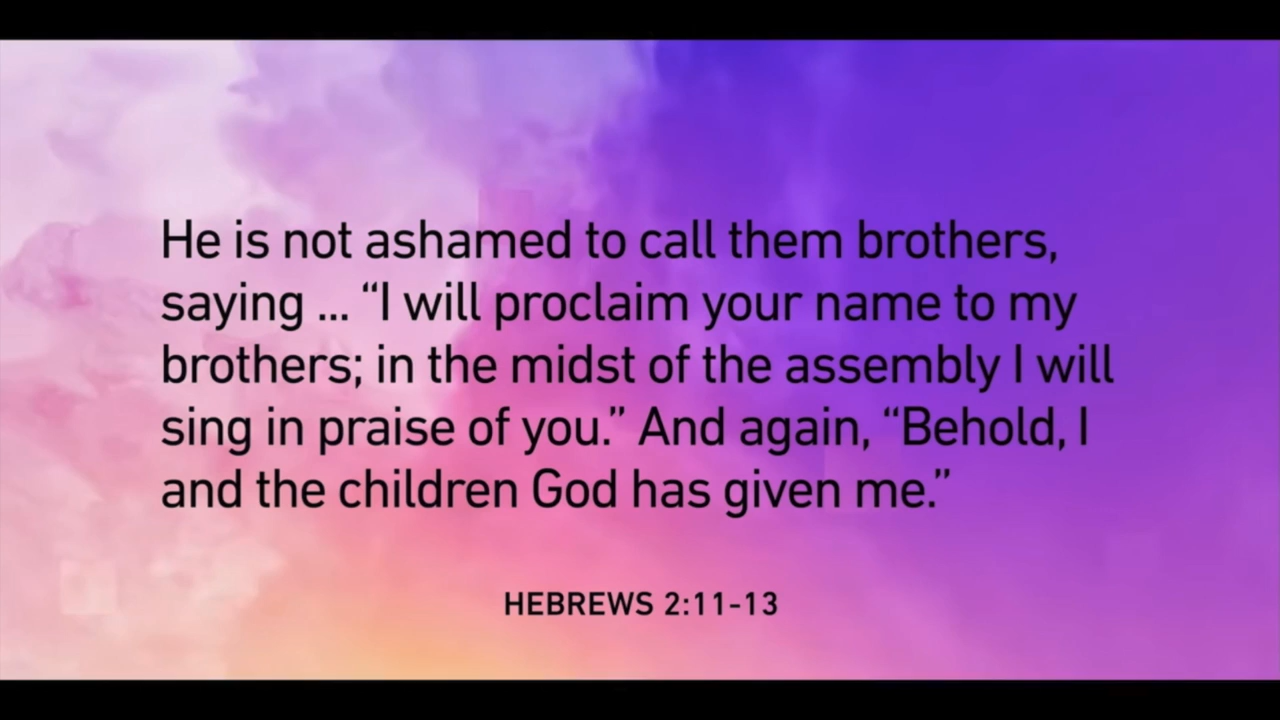 He is not ashamed to call them brothers,
saying ... “I will proclaim your name to my
brothers; in the midst of the assembly I will
sing in praise of you.” And again, “Behold, I
and the children God has given me.”
HEBREWS 2:11-13